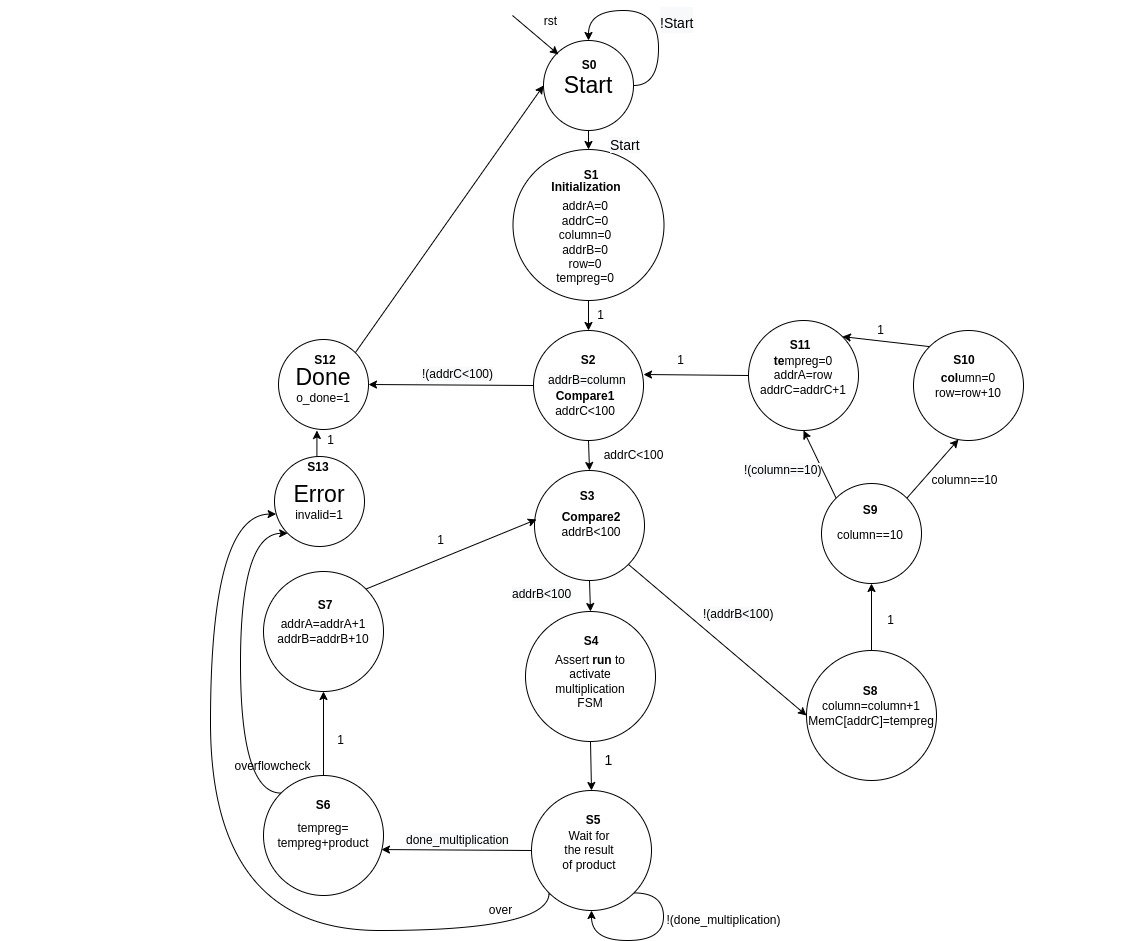 rst
!Start
S0
Start
Start
S1
Initialization
addrA=0
addrC=0
column=0
addrB=0
row=0
tempreg=0
1
S2
addrB=column
Compare1
addrC<100
!(addrC<100)
S12
Done
o_done=1
1
S13
Error
invalid=1
1
S11
tempreg=0
addrA=row
addrC=addrC+1
1
S10
column=0
row=row+10
!(column==10)
column==10
S9
column==10
1
addrC<100
S3
Compare2
addrB<100
addrB<100
!(addrB<100)
1
S7
addrA=addrA+1
addrB=addrB+10
S4
Assert run to
activate
multiplication
FSM
S8
column=column+1
MemC[addrC]=tempreg
1
1
overflowcheck
S6
tempreg=
tempreg+product
done_multiplication
S5
Wait for
the result
of product
over
!(done_multiplication)